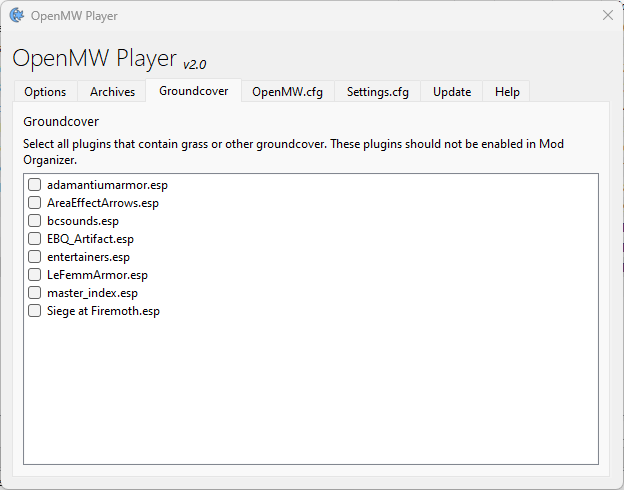 OpenMW Player
OpenMW Player v2.0
Options Archives Groundcover OpenMW.cfg Settings.cfg Update Help
Groundcover
Select all plugins that contain grass or other groundcover. These plugins should not be enabled in Mod
Organizer.
adamantiumarmor.esp
AreaEffectArrows.esp
bcsounds.esp
EBQ_Artifact.esp
entertainers.esp
LeFemmArmor.esp
master_index.esp
Siege at Firemoth.esp